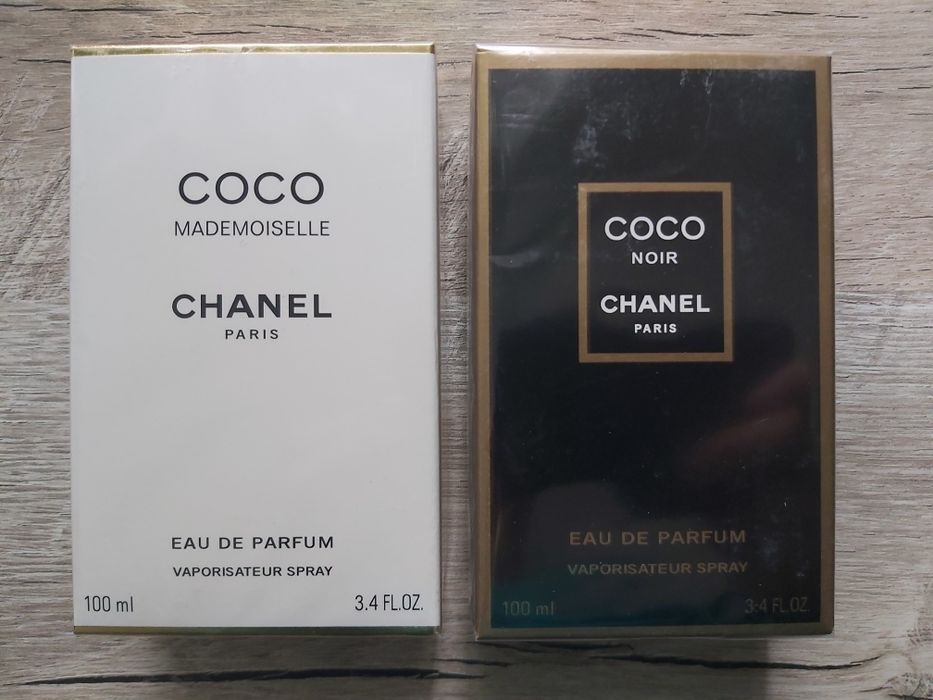 COCO
MADEMOISELLE
CHANEL
PARIS
EAU DE PARFUM
VAPORISATEUR SPRAY
100 ml
3.4 FL.OZ.
COCO
NOIR
CHANEL
PARIS
EAU DE PARFUM
VAPORISATEUR SPRAY
100 ml
3.4 FL.OZ.